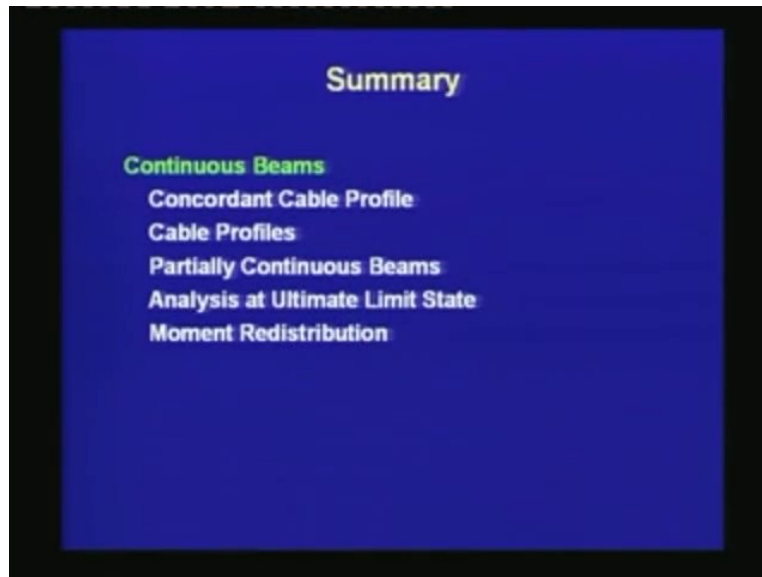 Summary
Continuous Beams
Concordant Cable Profile
Cable Profiles
Partially Continuous Beams
Analysis at Ultimate Limit State
Moment Redistribution